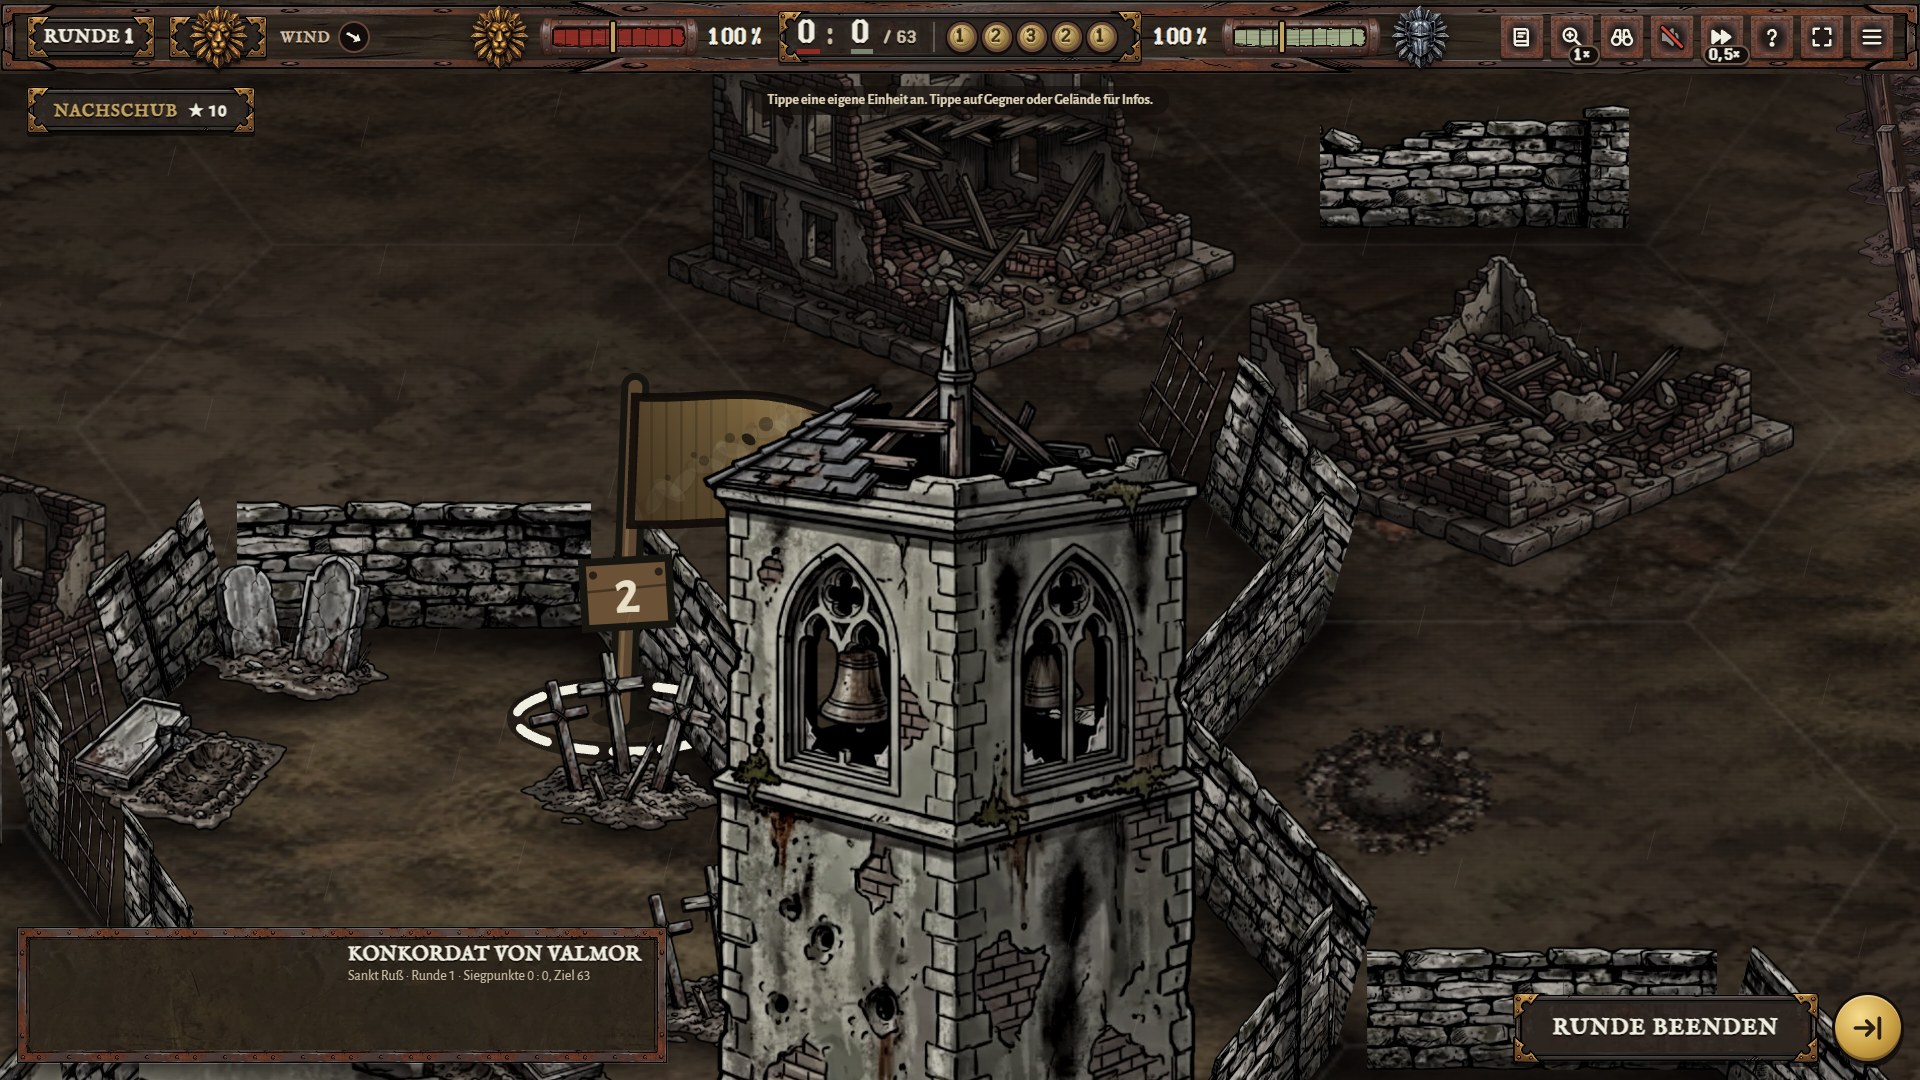 RUNDE 1
WIND
100%
0 : 0 / 63
1 2 3 2 1
100%
1×
0,5×
?
NACHSCHUB ★ 10
Tippe eine eigene Einheit an. Tippe auf Gegner oder Gelände für Infos.
2
KONKORDAT VON VALMOR
Sankt Ruß · Runde 1 · Siegpunkte 0 : 0, Ziel 63
RUNDE BEENDEN